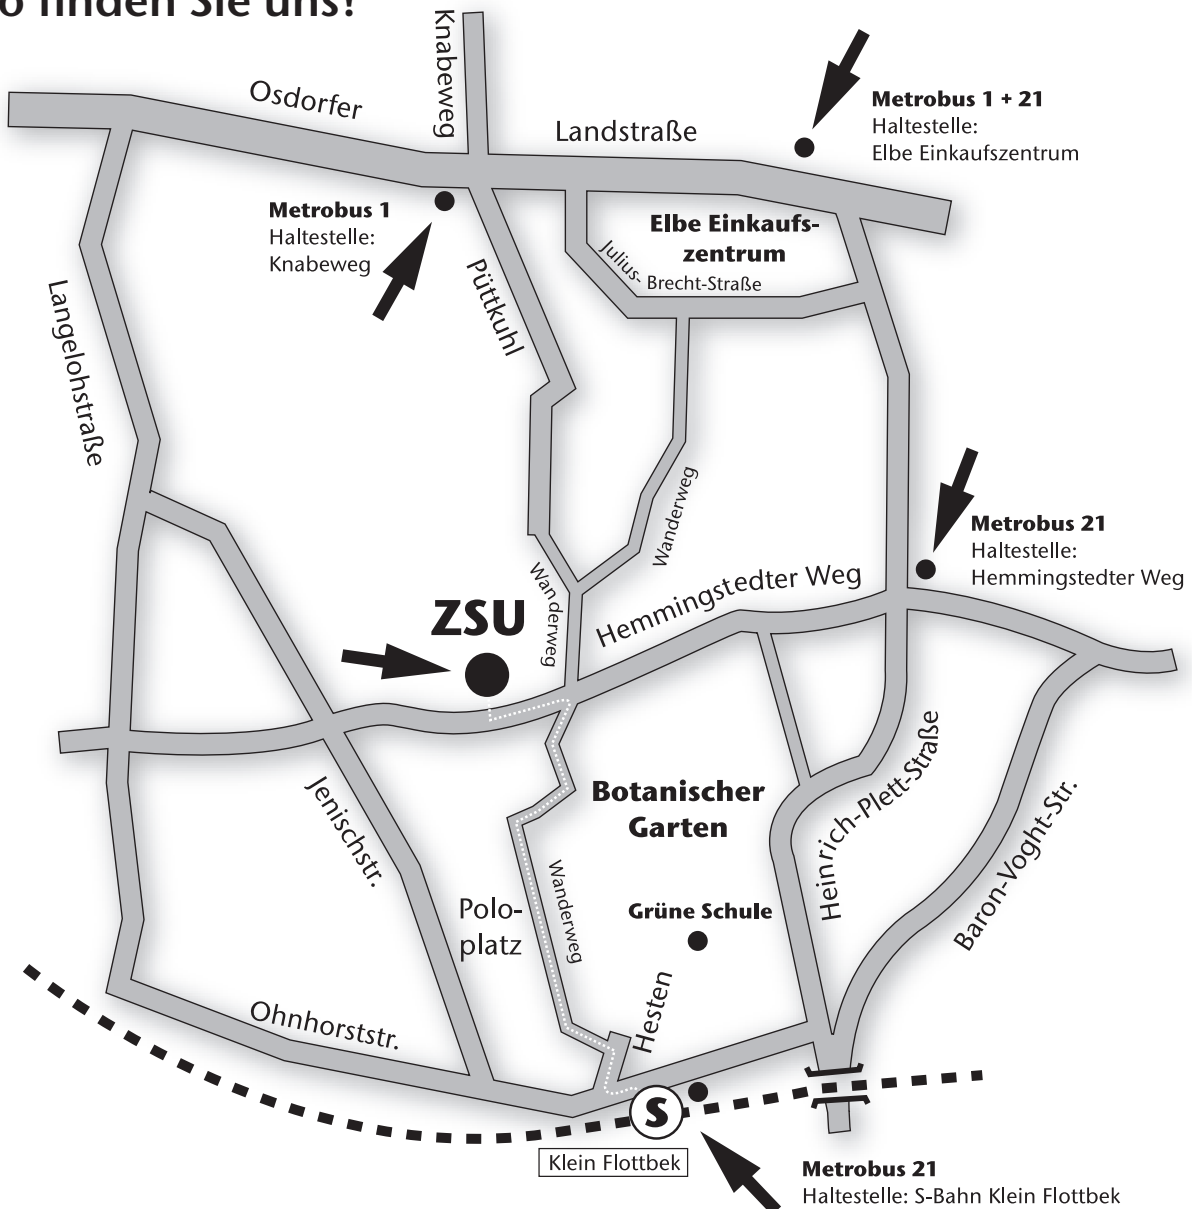 o finden Sie uns?
Knabeweg
Osdorfer
Landstraße
Metrobus 1 + 21
Haltestelle:
Elbe Einkaufszentrum
Metrobus 1
Haltestelle:
Knabeweg
Elbe Einkaufs-
zentrum
Julius-
Brecht-Straße
Püttkuhl
Langelohstraße
Wanderweg
Metrobus 21
Haltestelle:
Hemmingstedter Weg
Wanderweg
Hemmingstedter Weg
ZSU
Botanischer
Garten
Heinrich-Plett-Straße
Baron-Voght-Str.
Jenischstr.
Wanderweg
Polo-
platz
Grüne Schule
Hesten
Ohnhorststr.
S
Klein Flottbek
Metrobus 21
Haltestelle: S-Bahn Klein Flottbek